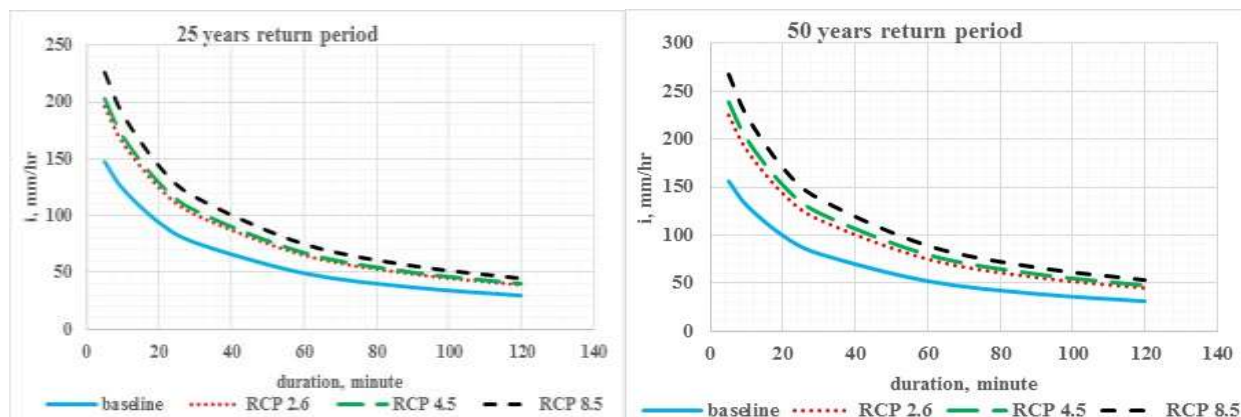 25 years return period
250
200
150
100
50
0
i, mm/hr
0 20 40 60 80 100 120 140
duration, minute
baseline RCP 2.6 RCP 4.5 RCP 8.5
50 years return period
300
250
200
150
100
50
0
i, mm/hr
0 20 40 60 80 100 120 140
duration, minute
baseline RCP 2.6 RCP 4.5 RCP 8.5